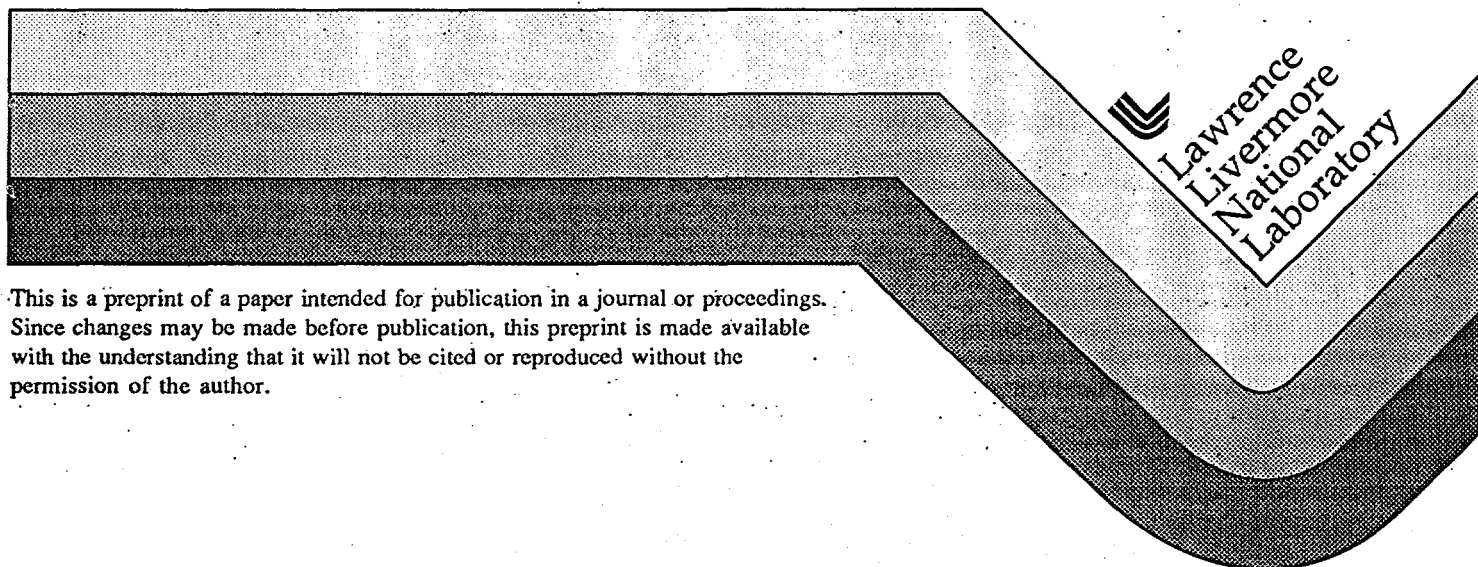 Lawrence
Livermore
National
Laboratory
This is a preprint of a paper intended for publication in a journal or proceedings.
Since changes may be made before publication, this preprint is made available
with the understanding that it will not be cited or reproduced without the
permission of the author.